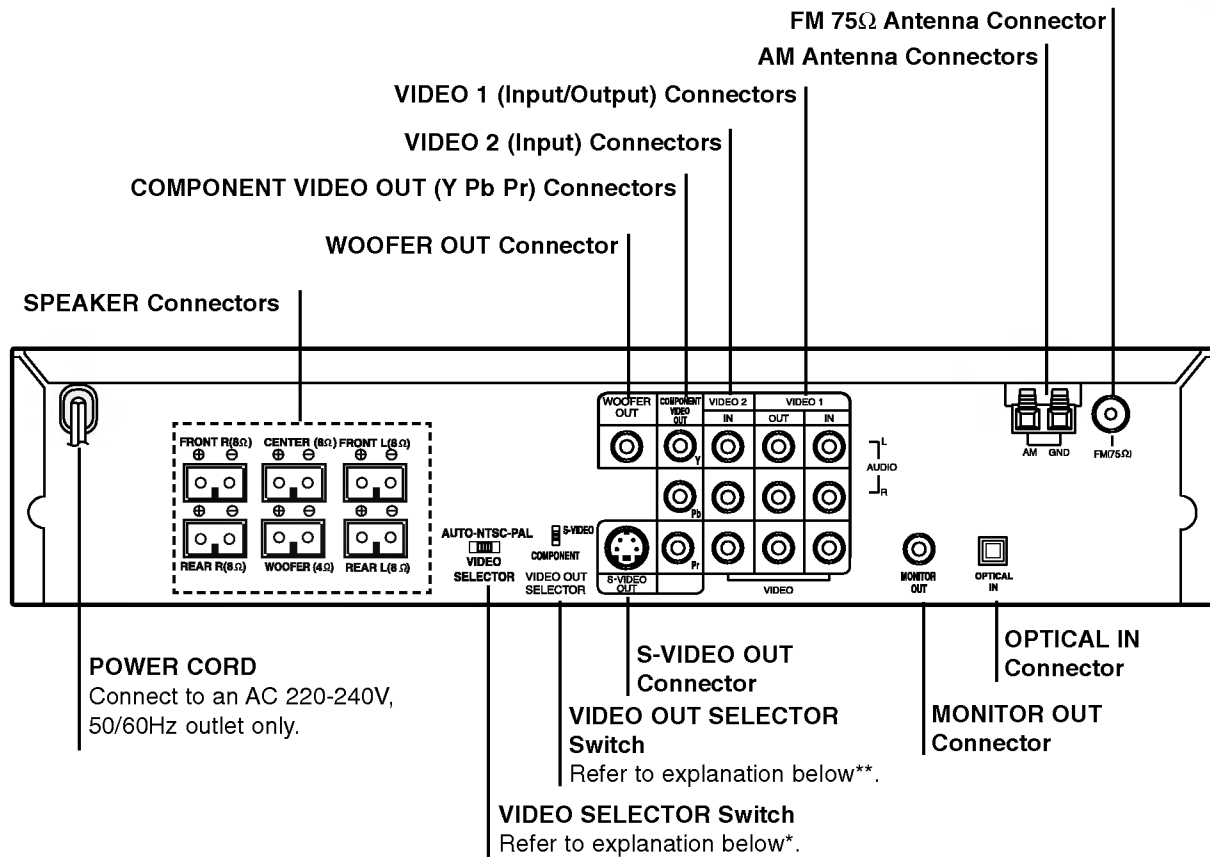 FM 75Ω Antenna Connector
AM Antenna Connectors
VIDEO 1 (Input/Output) Connectors
VIDEO 2 (Input) Connectors
COMPONENT VIDEO OUT (Y Pb Pr) Connectors
WOOFER OUT Connector
SPEAKER Connectors
WOOFER OUT
COMPONENT VIDEO OUT
VIDEO 2
VIDEO 1
IN
OUT
IN
FRONT R(8Ω)
CENTER (8Ω)
FRONT L(8Ω)
⊕ ⊖ ⊕ ⊖ ⊕ ⊖
Y
L
AUDIO
R
AM
GND
FM(75Ω)
Pb
⊕ ⊖ ⊕ ⊖ ⊕ ⊖
REAR R(8Ω)
WOOFER (4Ω)
REAR L(8Ω)
AUTO-NTSC-PAL
VIDEO
SELECTOR
S-VIDEO
COMPONENT
VIDEO OUT
SELECTOR
Pr
S-VIDEO
OUT
VIDEO
MONITOR
OUT
OPTICAL
IN
POWER CORD
Connect to an AC 220-240V,
50/60Hz outlet only.
S-VIDEO OUT
Connector
OPTICAL IN
Connector
VIDEO OUT SELECTOR
Switch
Refer to explanation below**.
MONITOR OUT
Connector
VIDEO SELECTOR Switch
Refer to explanation below*.